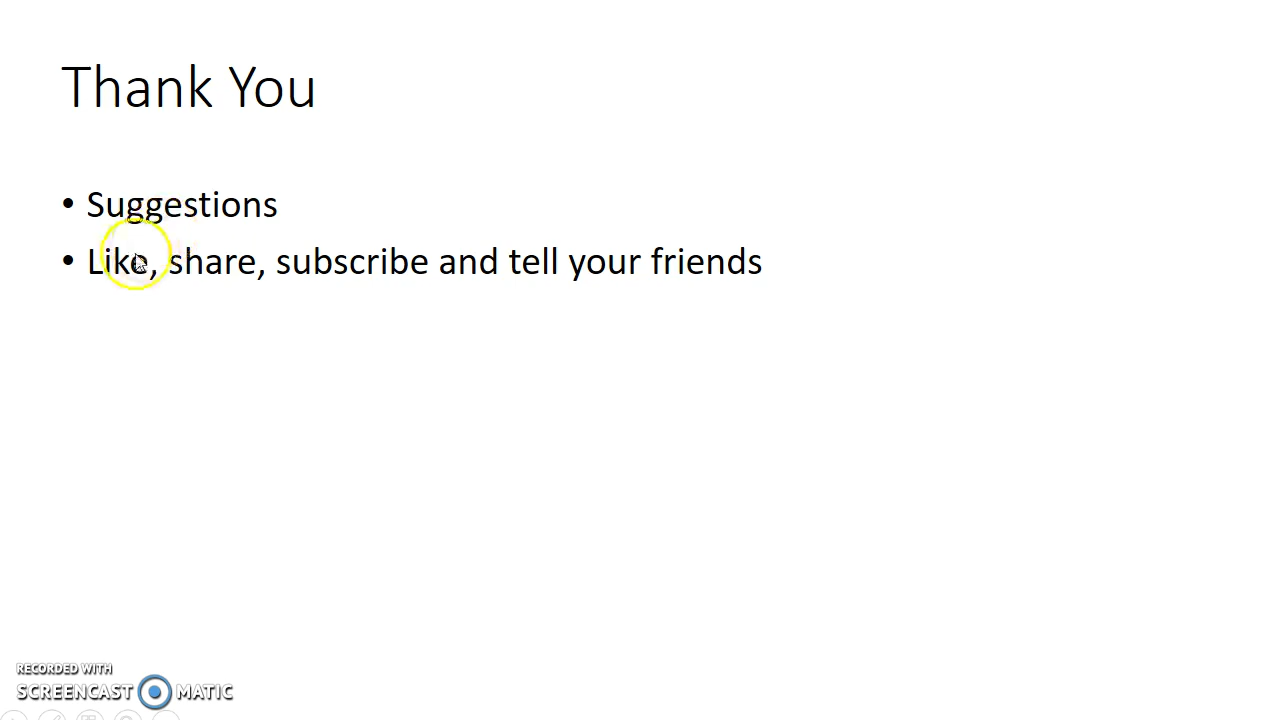 Thank You
• Suggestions
• Like, share, subscribe and tell your friends
RECORDED WITH
SCREENCAST MATIC